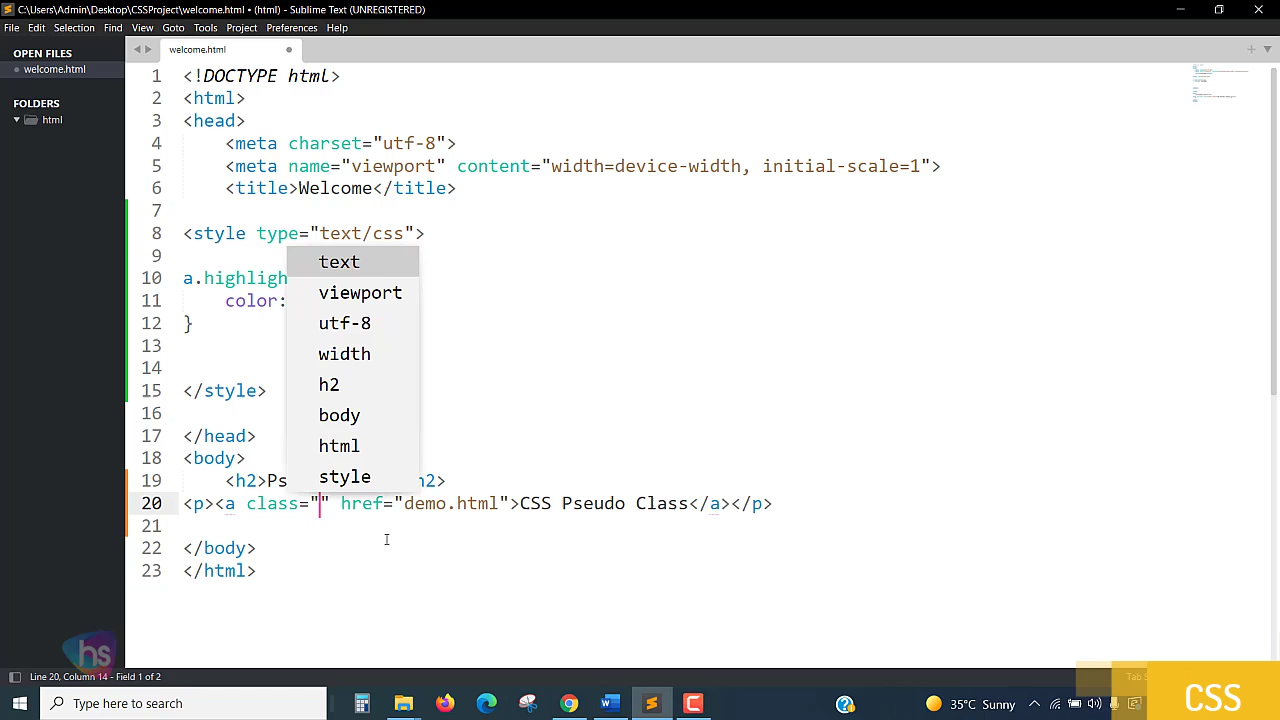 C:\Users\Admin\Desktop\CSSProject\welcome.html • (html) - Sublime Text (UNREGISTERED)
File Edit Selection Find View Goto Tools Project Preferences Help
OPEN FILES
welcome.html
FOLDERS
html
welcome.html
1 <!DOCTYPE html>
2 <html>
3 <head>
4 <meta charset="utf-8">
5 <meta name="viewport" content="width=device-width, initial-scale=1">
6 <title>Welcome</title>
7
8 <style type="text/css">
9
10 a.highligh
11 color:
12 }
13
14
15 </style>
16
17 </head>
18 <body>
19 <h2>Ps h2>
20 <p><a class="" href="demo.html">CSS Pseudo Class</a></p>
21
22 </body>
23 </html>
text
viewport
utf-8
width
h2
body
html
style
hs
Line 20, Column 14 - Field 1 of 2
Tab S
Type here to search
35°C Sunny
CSS